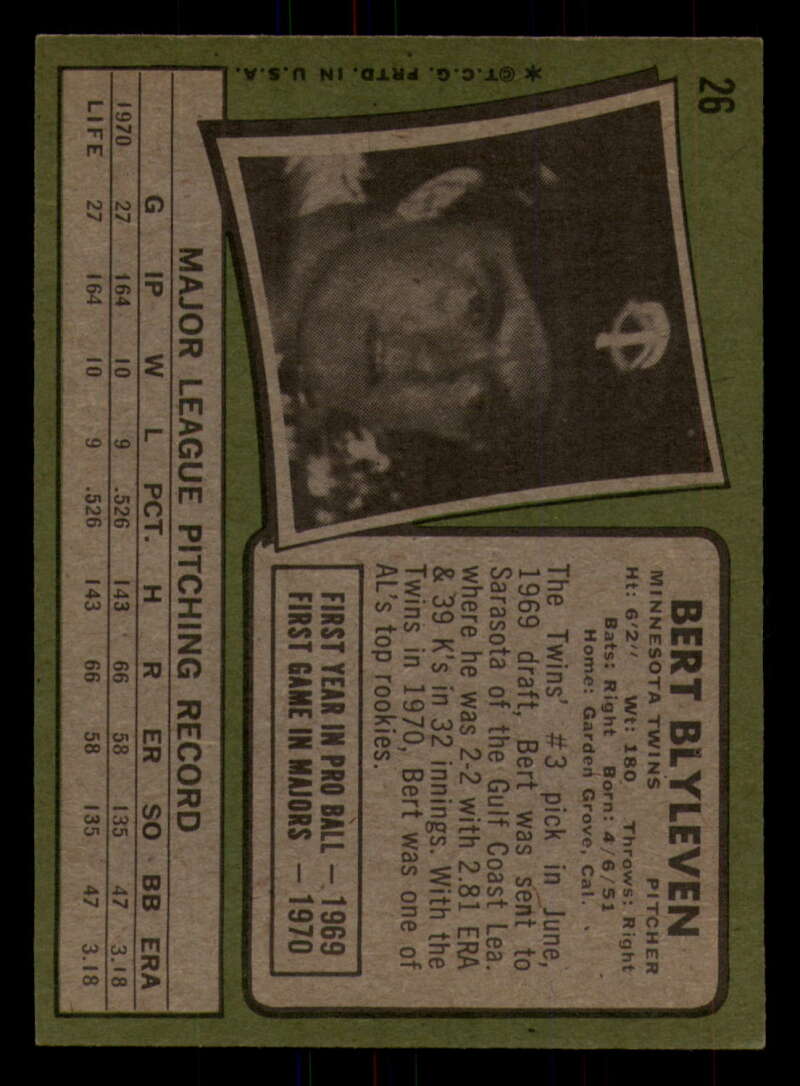 26
* ©T.C.G. PRTD. IN U.S.A.
BERT BLYLEVEN
MINNESOTA TWINS PITCHER
Ht: 6'2" Wt: 180 Throws: Right
Bats: Right Born: 4/6/51
Home: Garden Grove, Cal.
The Twins' #3 pick in June,
1969 draft, Bert was sent to
Sarasota of the Gulf Coast Lea.
where he was 2-2 with 2.81 ERA
& 39 K's in 32 innings. With the
Twins in 1970, Bert was one of
AL's top rookies.
FIRST YEAR IN PRO BALL — 1969
FIRST GAME IN MAJORS — 1970
MAJOR LEAGUE PITCHING RECORD
G IP W L PCT. H R ER SO BB ERA
1970 27 164 10 9 .526 143 66 58 135 47 3.18
LIFE 27 164 10 9 .526 143 66 58 135 47 3.18